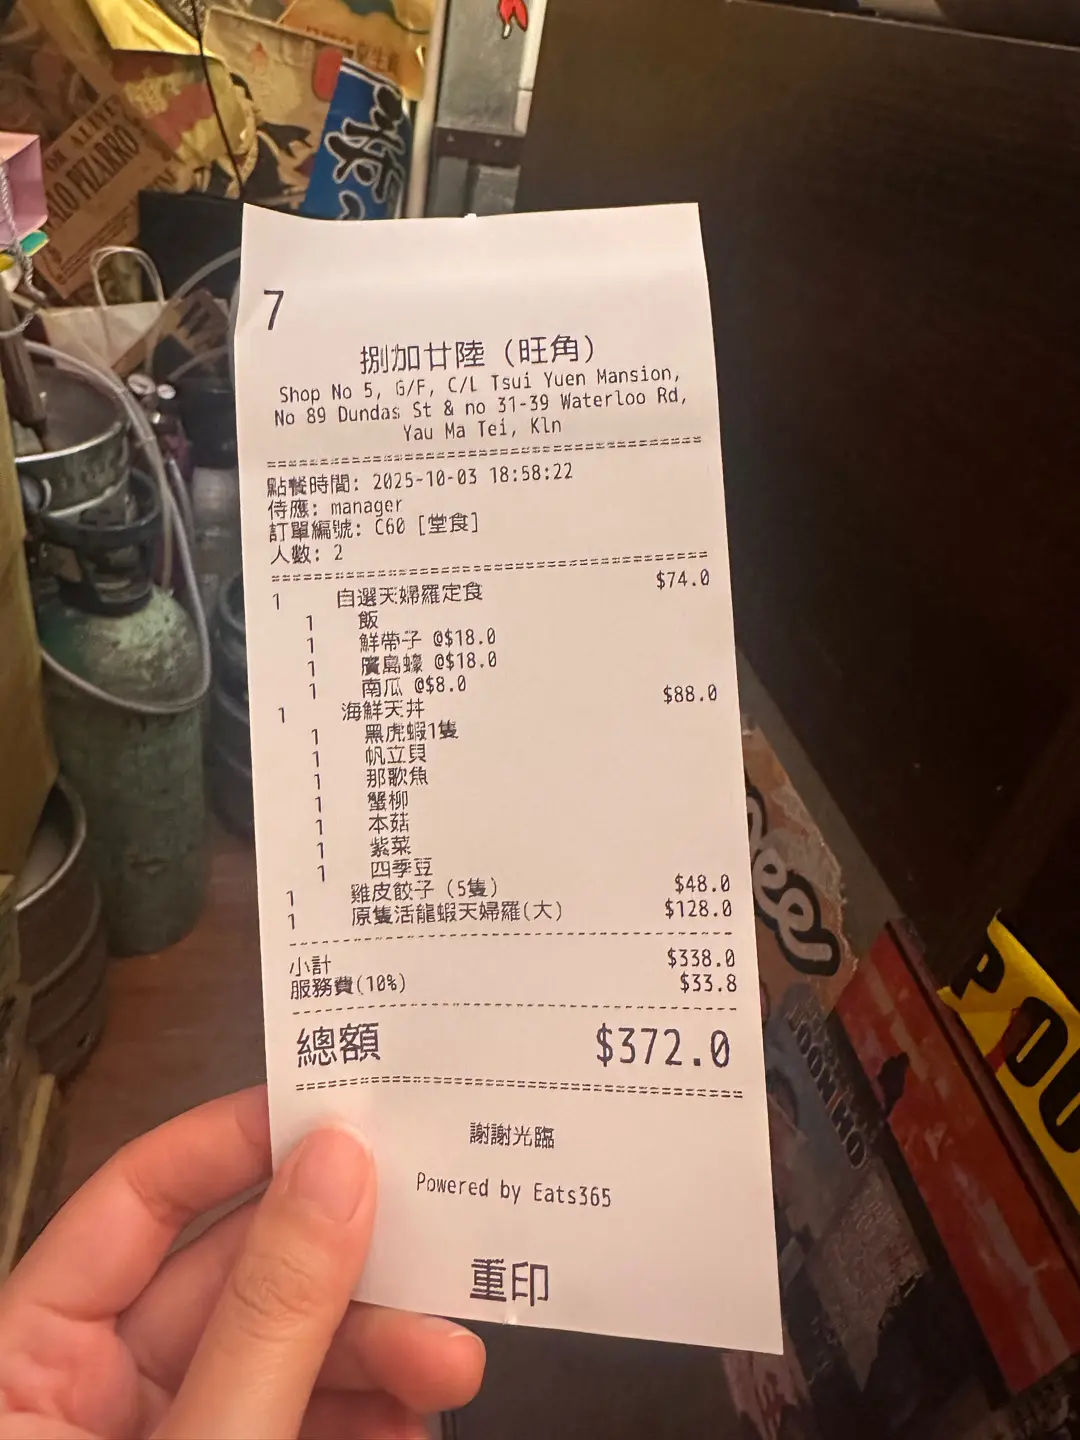 OR ALIVE
LO PIZARRO
7
捌加廿陸 (旺角)
Shop No 5, G/F, C/L Tsui Yuen Mansion,
No 89 Dundas St & no 31-39 Waterloo Rd,
Yau Ma Tei, Kln
點餐時間: 2025-10-03 18:58:22
侍應: manager
訂單編號: C60 [堂食]
人數: 2
1 自選天婦羅定食 $74.0
1 飯
1 鮮帶子 @$18.0
1 廣島蠔 @$18.0
1 南瓜 @$8.0
1 海鮮天丼 $88.0
1 黑虎蝦1隻
1 帆立貝
1 那歌魚
1 蟹柳
1 本菇
1 紫菜
1 四季豆
1 雞皮餃子 (5隻) $48.0
1 原隻活龍蝦天婦羅(大) $128.0
小計 $338.0
服務費(10%) $33.8
總額 $372.0
謝謝光臨
Powered by Eats365
重印